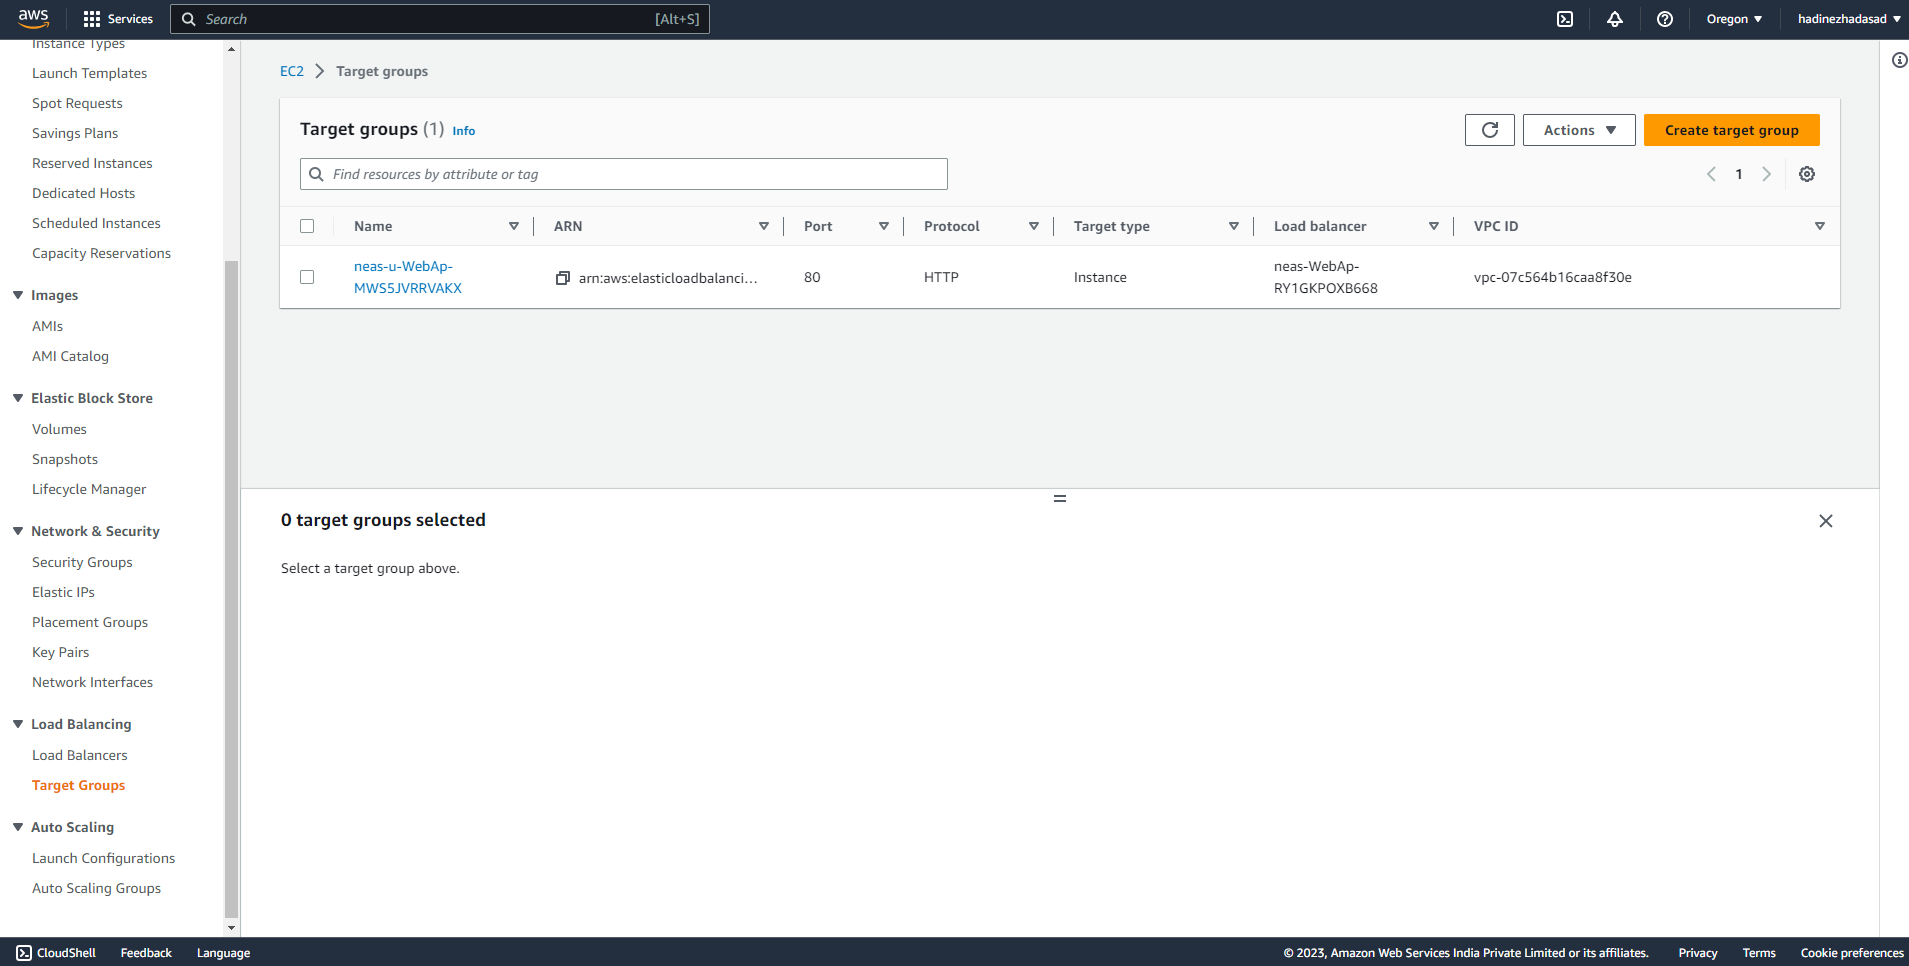 aws
Services
Search
[Alt+S]
Oregon
hadinezhadasad
Instance Types
Launch Templates
Spot Requests
Savings Plans
Reserved Instances
Dedicated Hosts
Scheduled Instances
Capacity Reservations
Images
AMIs
AMI Catalog
Elastic Block Store
Volumes
Snapshots
Lifecycle Manager
Network & Security
Security Groups
Elastic IPs
Placement Groups
Key Pairs
Network Interfaces
Load Balancing
Load Balancers
Target Groups
Auto Scaling
Launch Configurations
Auto Scaling Groups
EC2 > Target groups
Target groups (1) Info
Actions
Create target group
Find resources by attribute or tag
1
Name ARN Port Protocol Target type Load balancer VPC ID
neas-u-WebAp-
MWS5JVRRVAKX
arn:aws:elasticloadbalanci...
80
HTTP
Instance
neas-WebAp-
RY1GKPOXB668
vpc-07c564b16caa8f30e
0 target groups selected
Select a target group above.
CloudShell
Feedback
Language
© 2023, Amazon Web Services India Private Limited or its affiliates.
Privacy
Terms
Cookie preferences